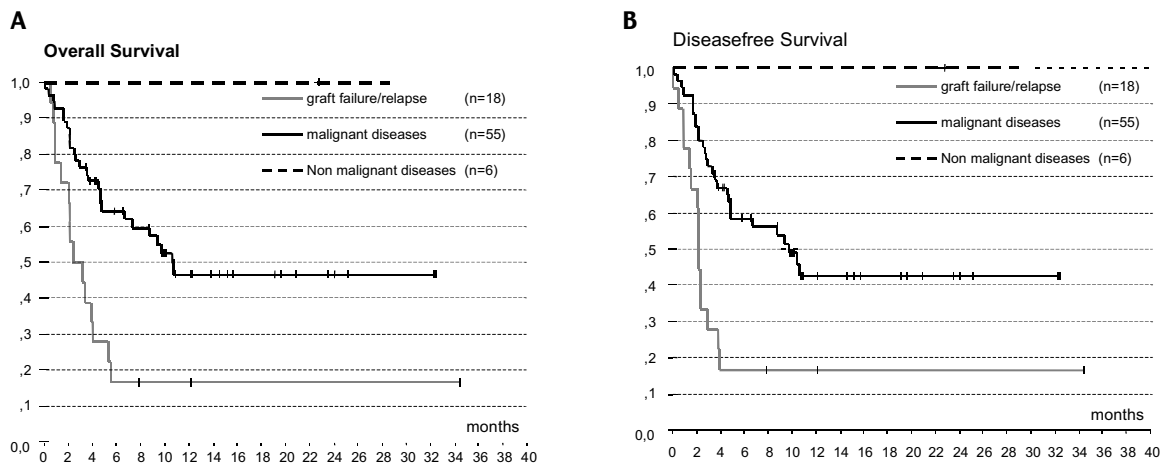 A
Overall Survival
1,0
,9
,8
,7
,6
,5
,4
,3
,2
,1
0,0
graft failure/relapse (n=18)
malignant diseases (n=55)
Non malignant diseases (n=6)
months
0 2 4 6 8 10 12 14 16 18 20 22 24 26 28 30 32 34 36 38 40
B
Diseasefree Survival
1,0
,9
,8
,7
,6
,5
,4
,3
,2
,1
0,0
graft failure/relapse (n=18)
malignant diseases (n=55)
Non malignant diseases (n=6)
months
0 2 4 6 8 10 12 14 16 18 20 22 24 26 28 30 32 34 36 38 40